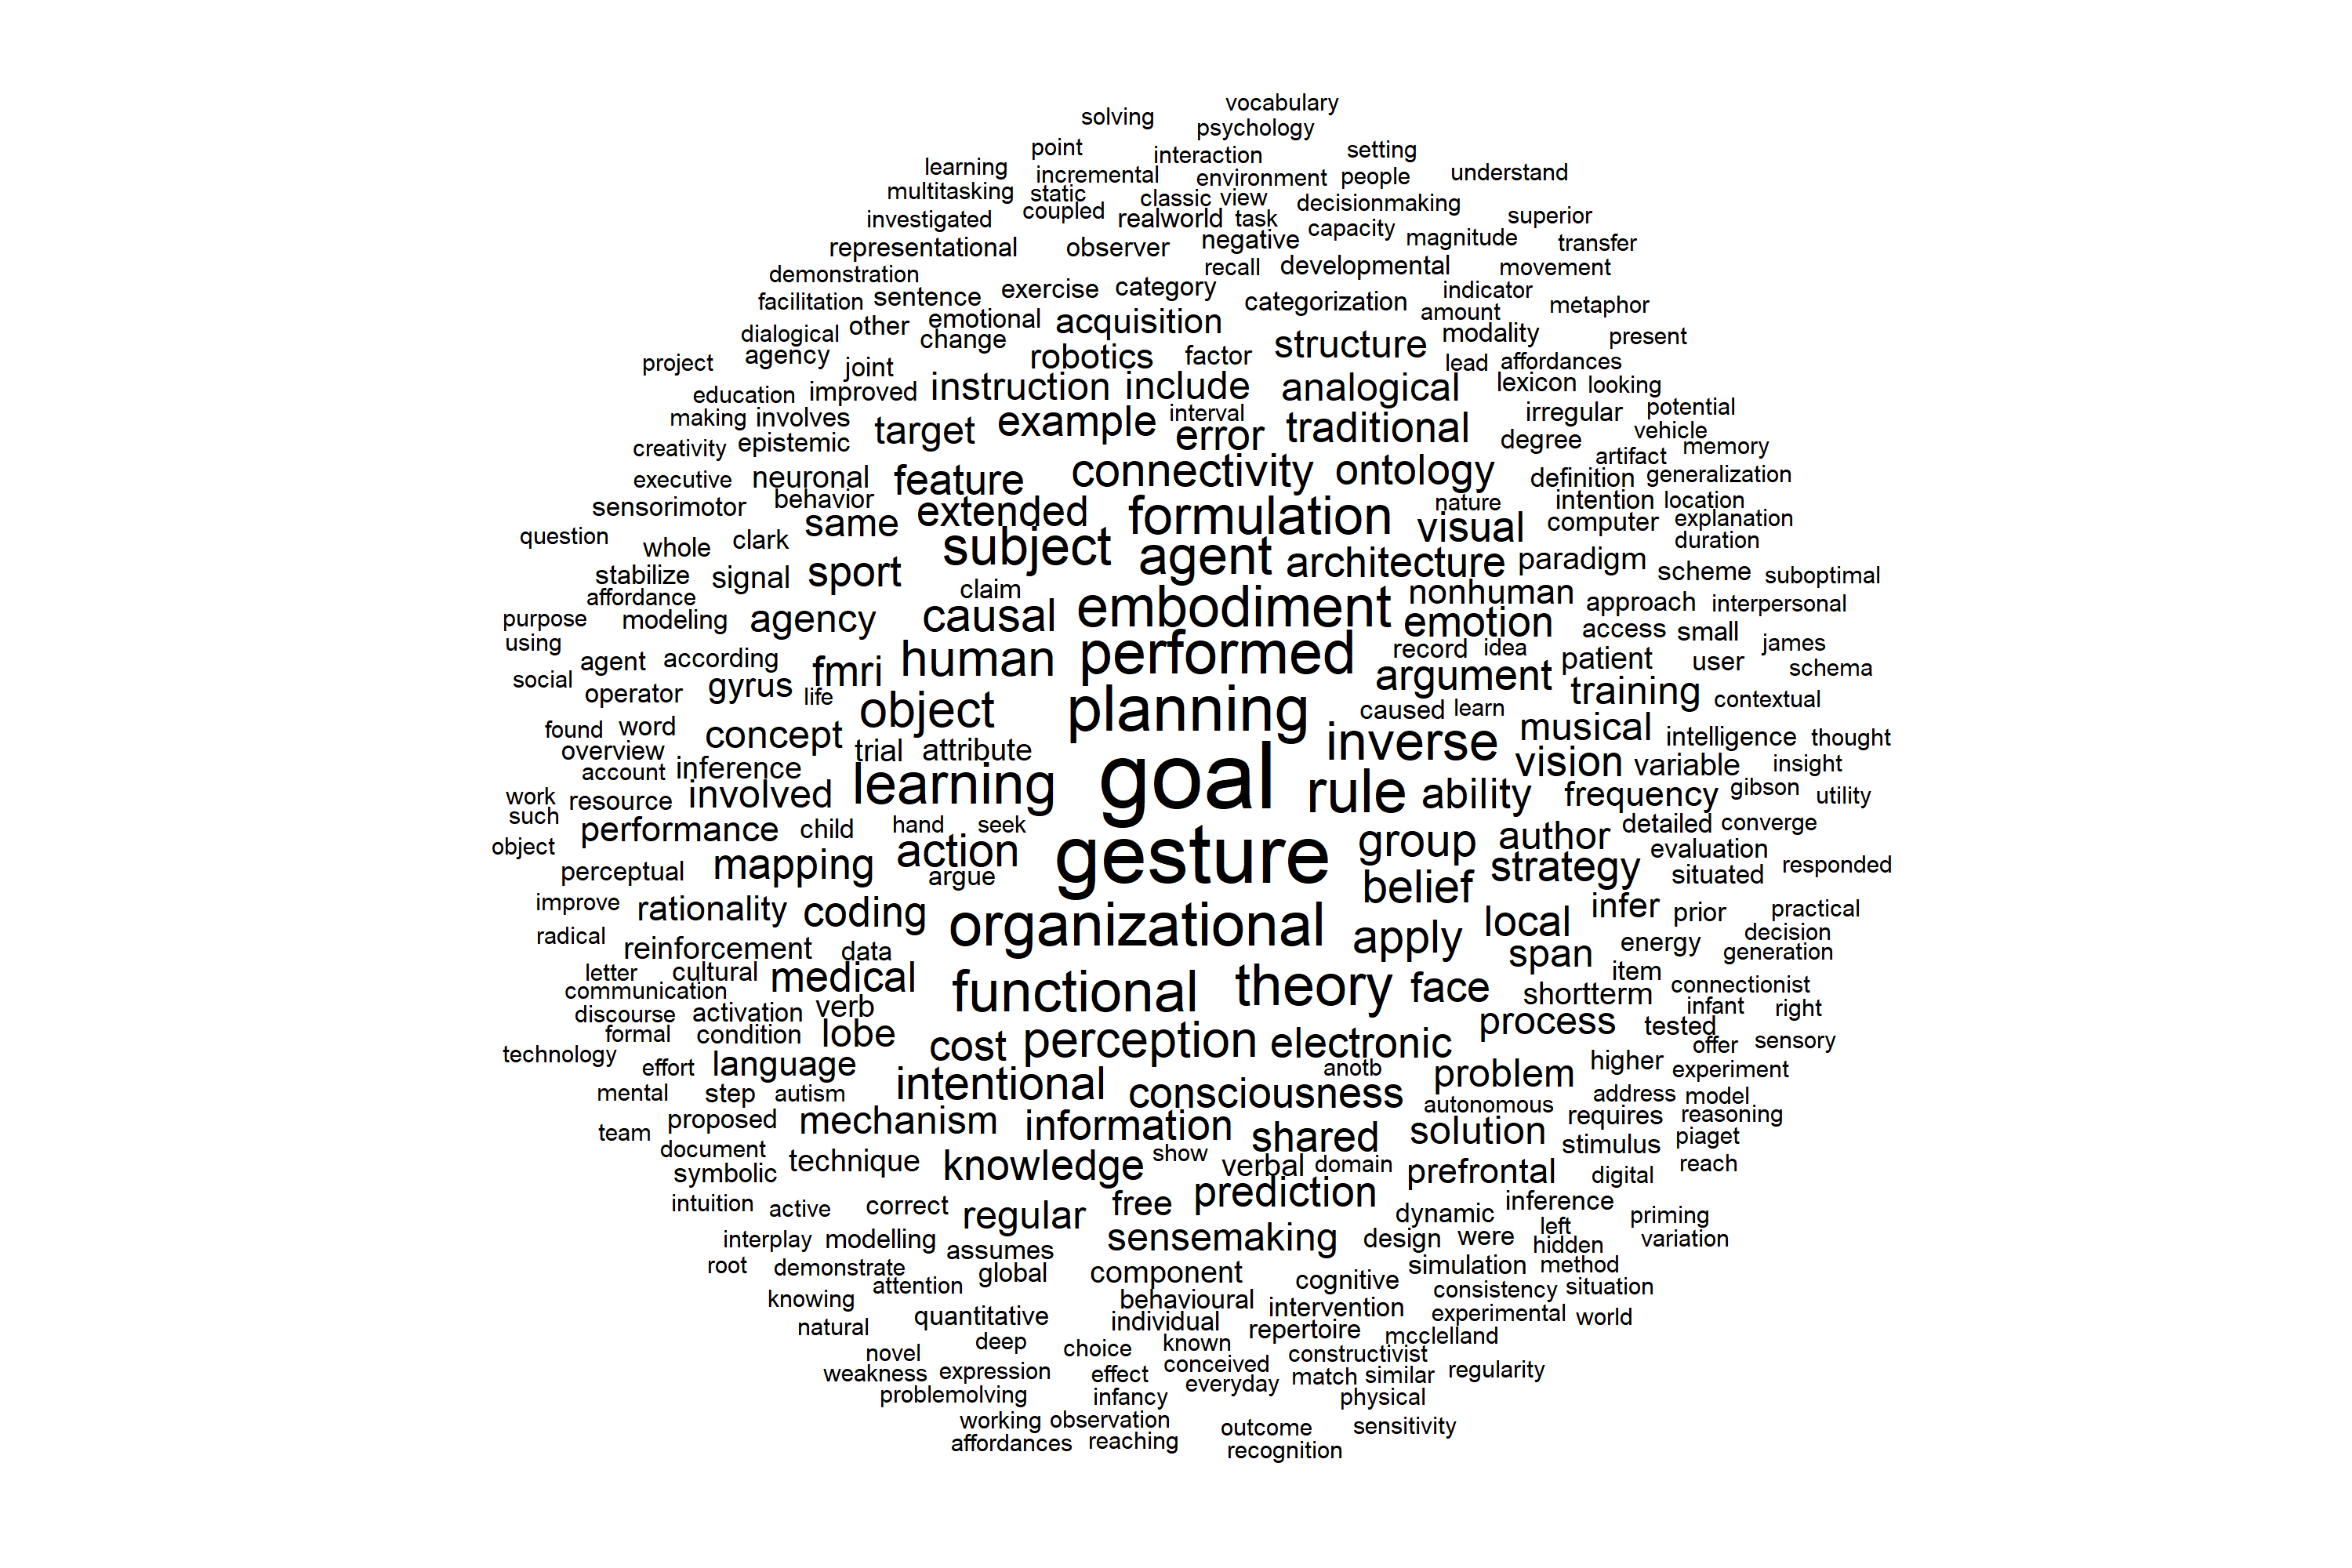 vocabulary
solving
psychology
point
interaction
setting
learning
incremental
environment
people
understand
multitasking
static
classic
view
decisionmaking
investigated
coupled
realworld
task
capacity
superior
representational
observer
negative
magnitude
transfer
demonstration
recall
developmental
movement
facilitation
sentence
exercise
category
categorization
indicator
metaphor
dialogical
other
emotional
acquisition
amount
modality
present
agency
change
structure
project
joint
robotics
factor
lead
affordances
education
improved
instruction
include
analogical
lexicon
looking
making
involves
target
example
interval
traditional
irregular
potential
creativity
epistemic
error
degree
vehicle
memory
executive
neuronal
feature
connectivity
ontology
artifact
definition
generalization
sensorimotor
behavior
same
extended
formulation
nature
visual
intention
location
question
whole
clark
subject
agent
architecture
computer
explanation
duration
stabilize
signal
sport
claim
paradigm
scheme
suboptimal
affordance
causal
embodiment
nonhuman
approach
interpersonal
purpose
modeling
agency
emotion
access
small
james
using
agent
according
fmri
human
performed
record
idea
patient
user
schema
social
operator
gyrus
life
argument
training
contextual
object
planning
caused
learn
found
word
concept
trial
attribute
inverse
musical
intelligence
thought
overview
account
inference
learning
goal
vision
variable
insight
work
resource
involved
rule
ability
frequency
gibson
utility
such
performance
child
hand
seek
group
author
detailed
converge
object
perceptual
mapping
action
argue
gesture
strategy
evaluation
situated
responded
improve
rationality
coding
belief
infer
prior
practical
radical
reinforcement
data
organizational
apply
local
span
energy
decision
generation
letter
cultural
medical
functional
theory
face
item
shortterm
connectionist
communication
discourse
activation
verb
infant
right
formal
condition
lobe
cost
perception
electronic
process
tested
technology
effort
language
higher
offer
sensory
mental
step
autism
intentional
consciousness
anotb
problem
experiment
autonomous
address
model
team
proposed
mechanism
information
shared
solution
requires
reasoning
document
stimulus
piaget
symbolic
technique
knowledge
show
verbal
domain
prefrontal
digital
reach
intuition
active
correct
regular
free
prediction
dynamic
inference
priming
interplay
modelling
assumes
sensemaking
design
were
left
hidden
variation
root
demonstrate
attention
global
component
cognitive
simulation
method
knowing
behavioural
intervention
consistency
situation
natural
quantitative
individual
repertoire
experimental
world
mcclelland
novel
deep
choice
known
constructivist
weakness
expression
effect
conceived
everyday
match
similar
regularity
problemolving
infancy
physical
working
observation
outcome
sensitivity
affordances
reaching
recognition